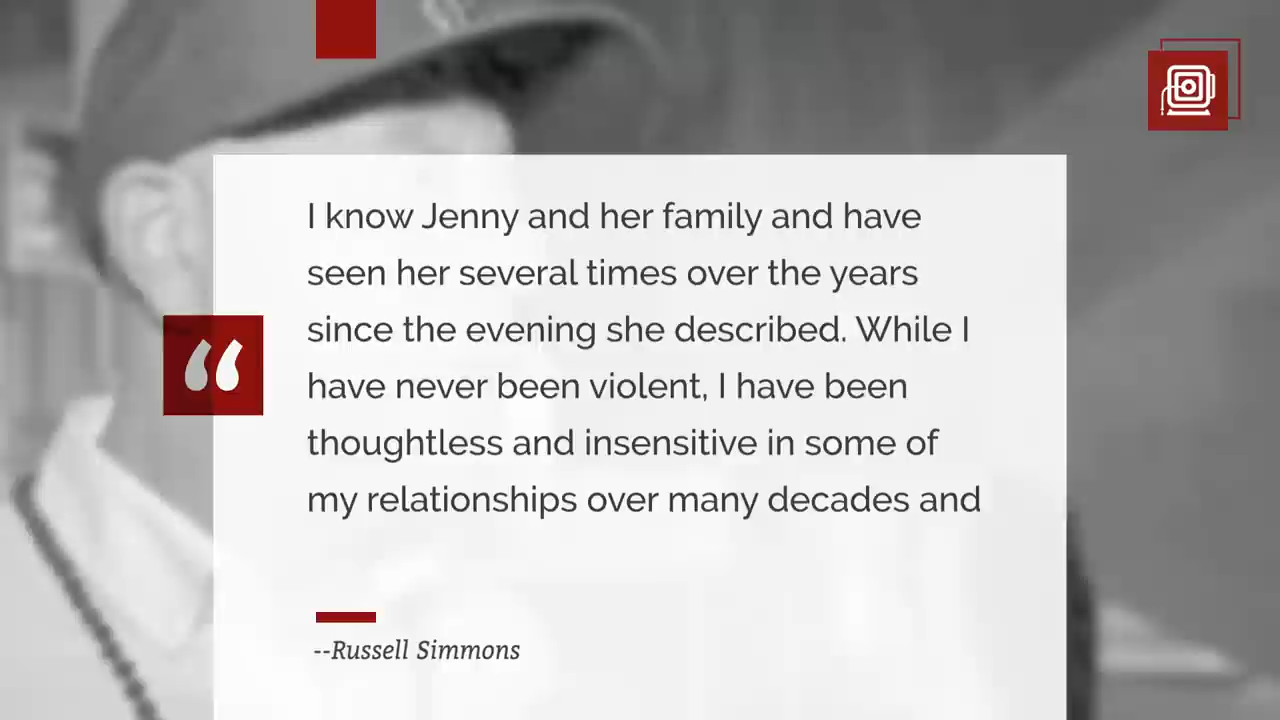 I know Jenny and her family and have
seen her several times over the years
since the evening she described. While I
have never been violent, I have been
thoughtless and insensitive in some of
my relationships over many decades and
--Russell Simmons